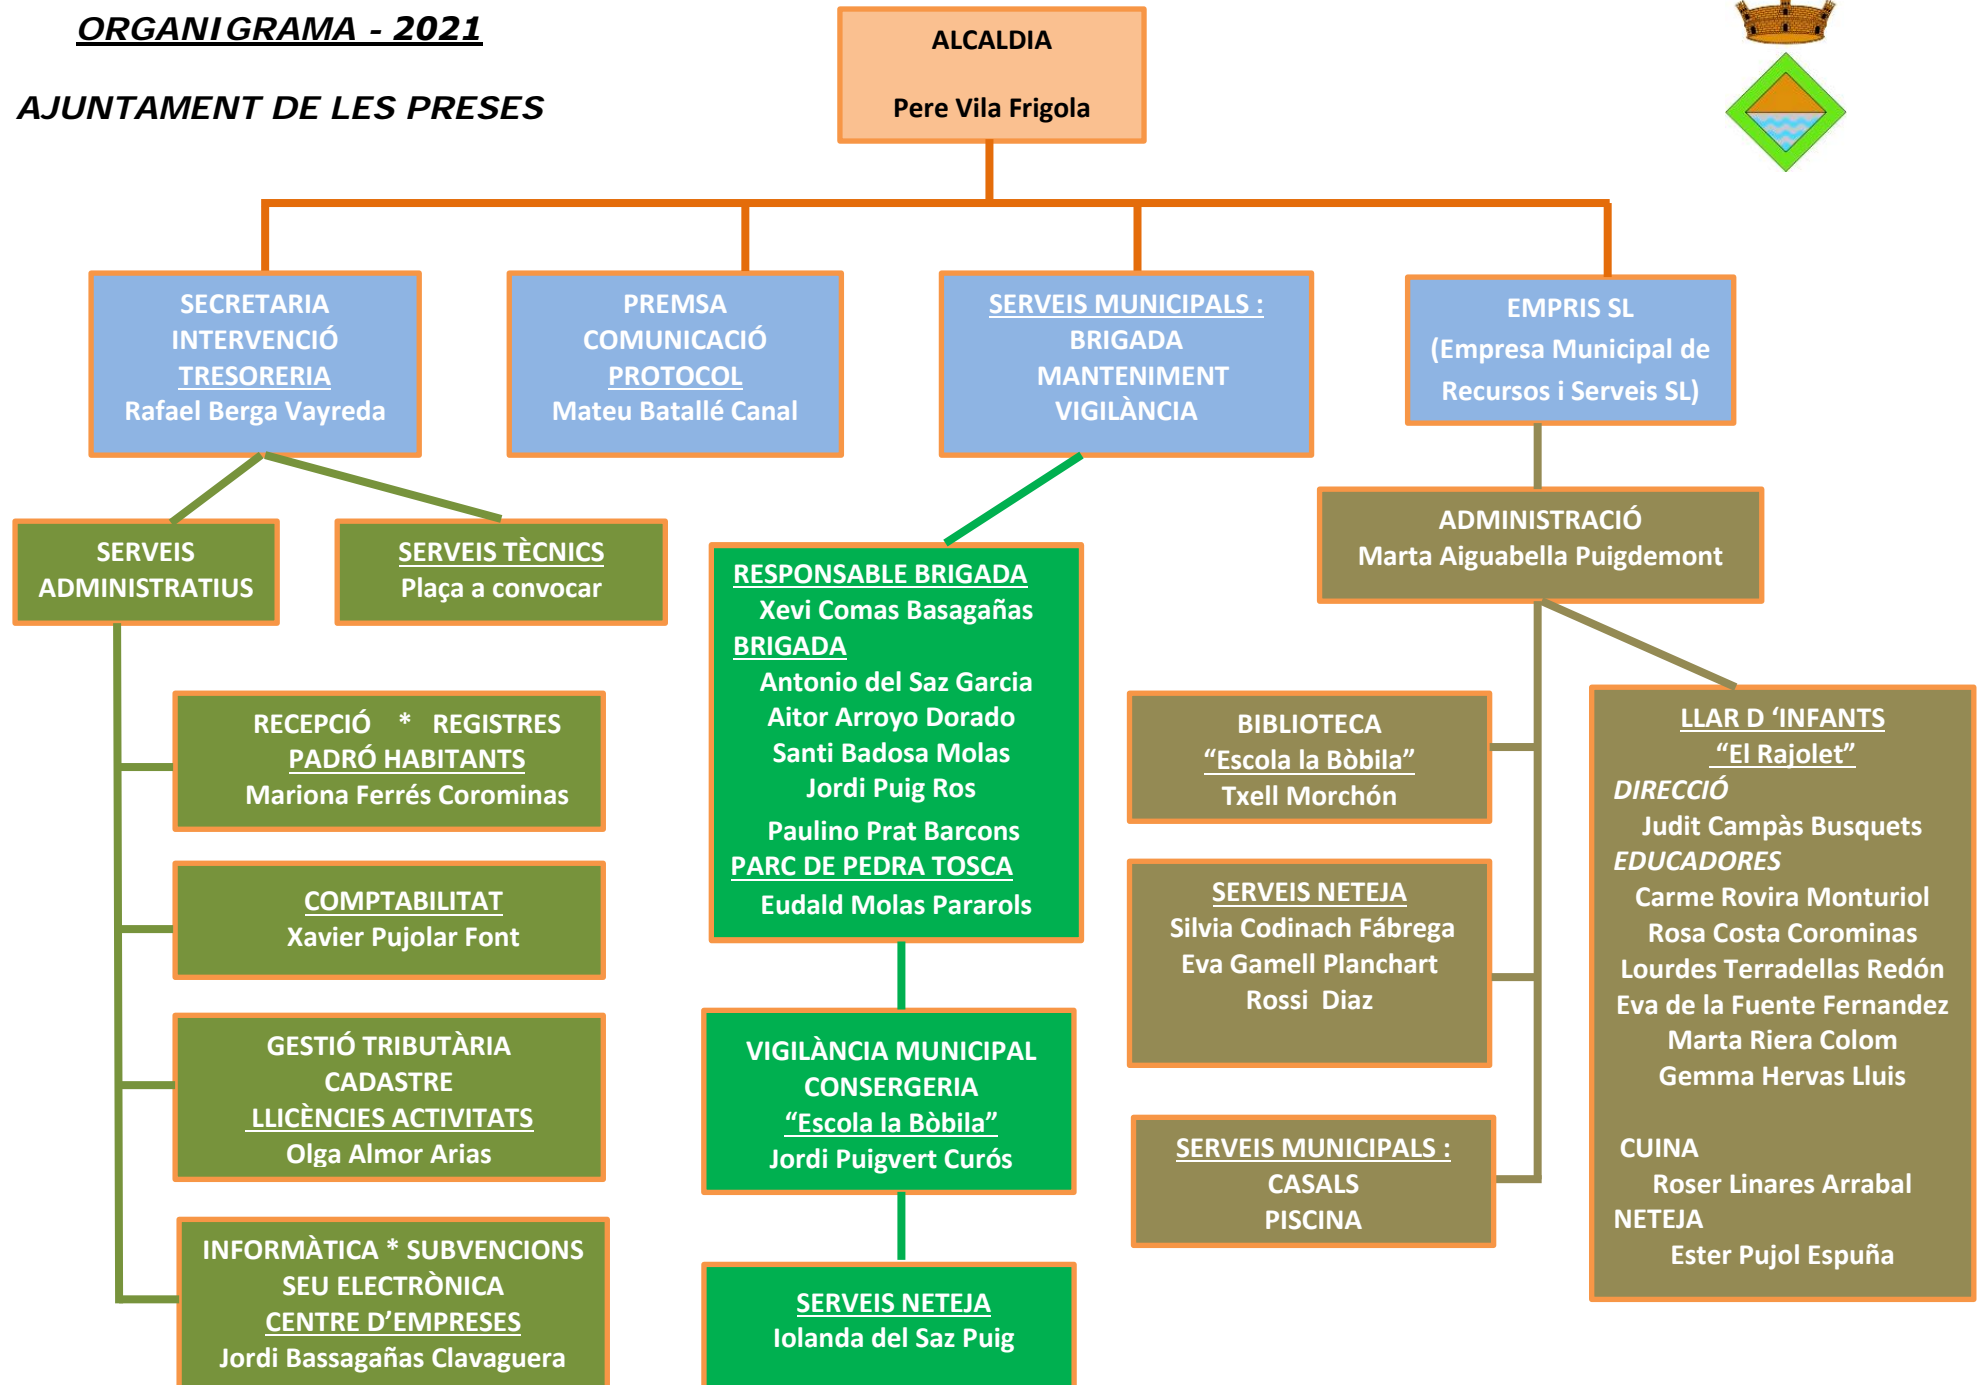 ORGANIGRAMA - 2021
AJUNTAMENT DE LES PRESES
ALCALDIA
Pere Vila Frigola
SECRETARIA
INTERVENCIÓ
TRESORERIA
Rafael Berga Vayreda
PREMSA
COMUNICACIÓ
PROTOCOL
Mateu Batallé Canal
SERVEIS MUNICIPALS :
BRIGADA
MANTENIMENT
VIGILÀNCIA
EMPRIS SL
(Empresa Municipal de
Recursos i Serveis SL)
SERVEIS
ADMINISTRATIUS
SERVEIS TÈCNICS
Plaça a convocar
RECEPCIÓ * REGISTRES
PADRÓ HABITANTS
Mariona Ferrés Corominas
COMPTABILITAT
Xavier Pujolar Font
GESTIÓ TRIBUTÀRIA
CADASTRE
LLICÈNCIES ACTIVITATS
Olga Almor Arias
INFORMÀTICA * SUBVENCIONS
SEU ELECTRÒNICA
CENTRE D’EMPRESES
Jordi Bassagañas Clavaguera
RESPONSABLE BRIGADA
Xevi Comas Basagañas
BRIGADA
Antonio del Saz Garcia
Aitor Arroyo Dorado
Santi Badosa Molas
Jordi Puig Ros
Paulino Prat Barcons
PARC DE PEDRA TOSCA
Eudald Molas Pararols
VIGILÀNCIA MUNICIPAL
CONSERGERIA
“Escola la Bòbila”
Jordi Puigvert Curós
SERVEIS NETEJA
Iolanda del Saz Puig
ADMINISTRACIÓ
Marta Aiguabella Puigdemont
BIBLIOTECA
“Escola la Bòbila”
Txell Morchón
SERVEIS NETEJA
Silvia Codinach Fábrega
Eva Gamell Planchart
Rossi Diaz
SERVEIS MUNICIPALS :
CASALS
PISCINA
LLAR D ‘INFANTS
“El Rajolet”
DIRECCIÓ
Judit Campàs Busquets
EDUCADORES
Carme Rovira Monturiol
Rosa Costa Corominas
Lourdes Terradellas Redón
Eva de la Fuente Fernandez
Marta Riera Colom
Gemma Hervas Lluis
CUINA
Roser Linares Arrabal
NETEJA
Ester Pujol Espuña